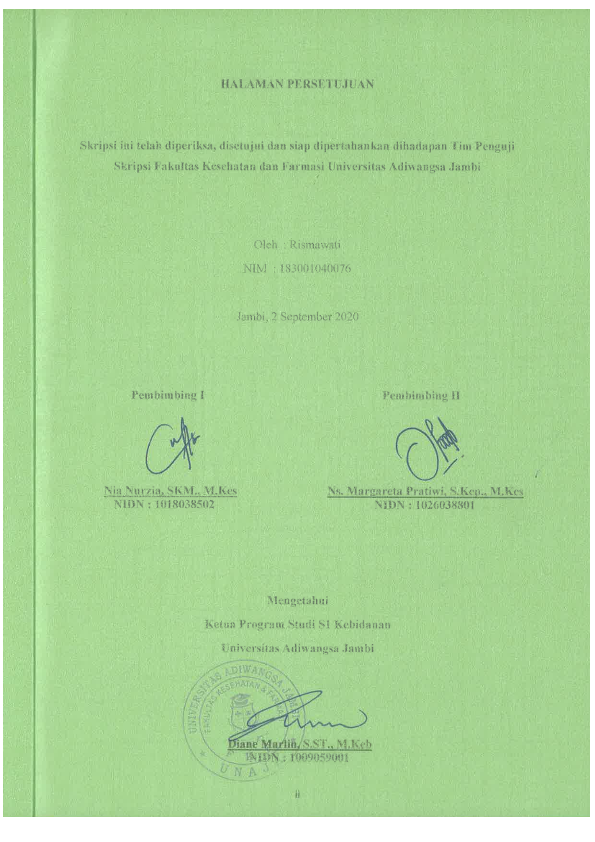 HALAMAN PERSETUJUAN
Skripsi ini telah diperiksa, disetujui dan siap dipertahankan dihadapan Tim Penguji
Skripsi Fakultas Kesehatan dan Farmasi Universitas Adiwangsa Jambi
Oleh : Rismawati
NIM : 183001040076
Jambi, 2 September 2020
Pembimbing I
Pembimbing II
Nia Nurzia, SKM., M.Kes
NIDN : 1018038502
Ns. Margareta Pratiwi, S.Kep., M.Kes
NIDN : 1026038801
Mengetahui
Ketua Program Studi S1 Kebidanan
Universitas Adiwangsa Jambi
UNIVERSITAS ADIWANGSA JAMBI
FAKULTAS KESEHATAN &
UNAJA
Diane Marlin, S.ST., M.Keb
NIDN : 1009059001
ii